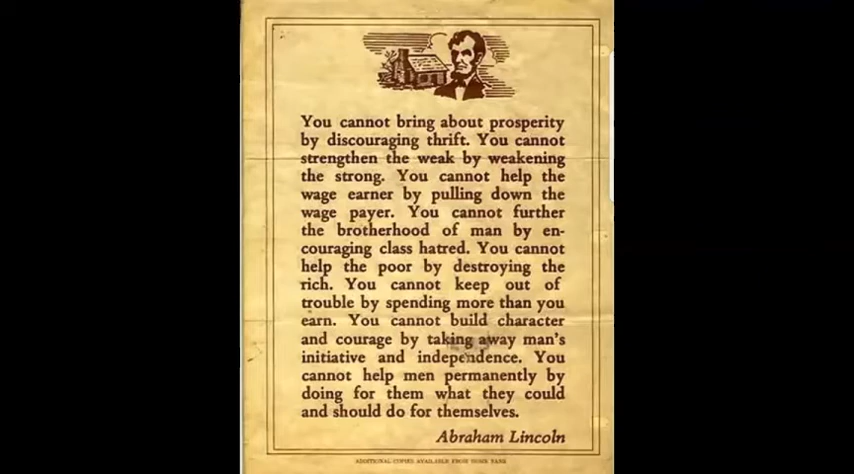 You cannot bring about prosperity
by discouraging thrift. You cannot
strengthen the weak by weakening
the strong. You cannot help the
wage earner by pulling down the
wage payer. You cannot further
the brotherhood of man by en-
couraging class hatred. You cannot
help the poor by destroying the
rich. You cannot keep out of
trouble by spending more than you
earn. You cannot build character
and courage by taking away man's
initiative and independence. You
cannot help men permanently by
doing for them what they could
and should do for themselves.
Abraham Lincoln
ADDITIONAL COPIES AVAILABLE FROM